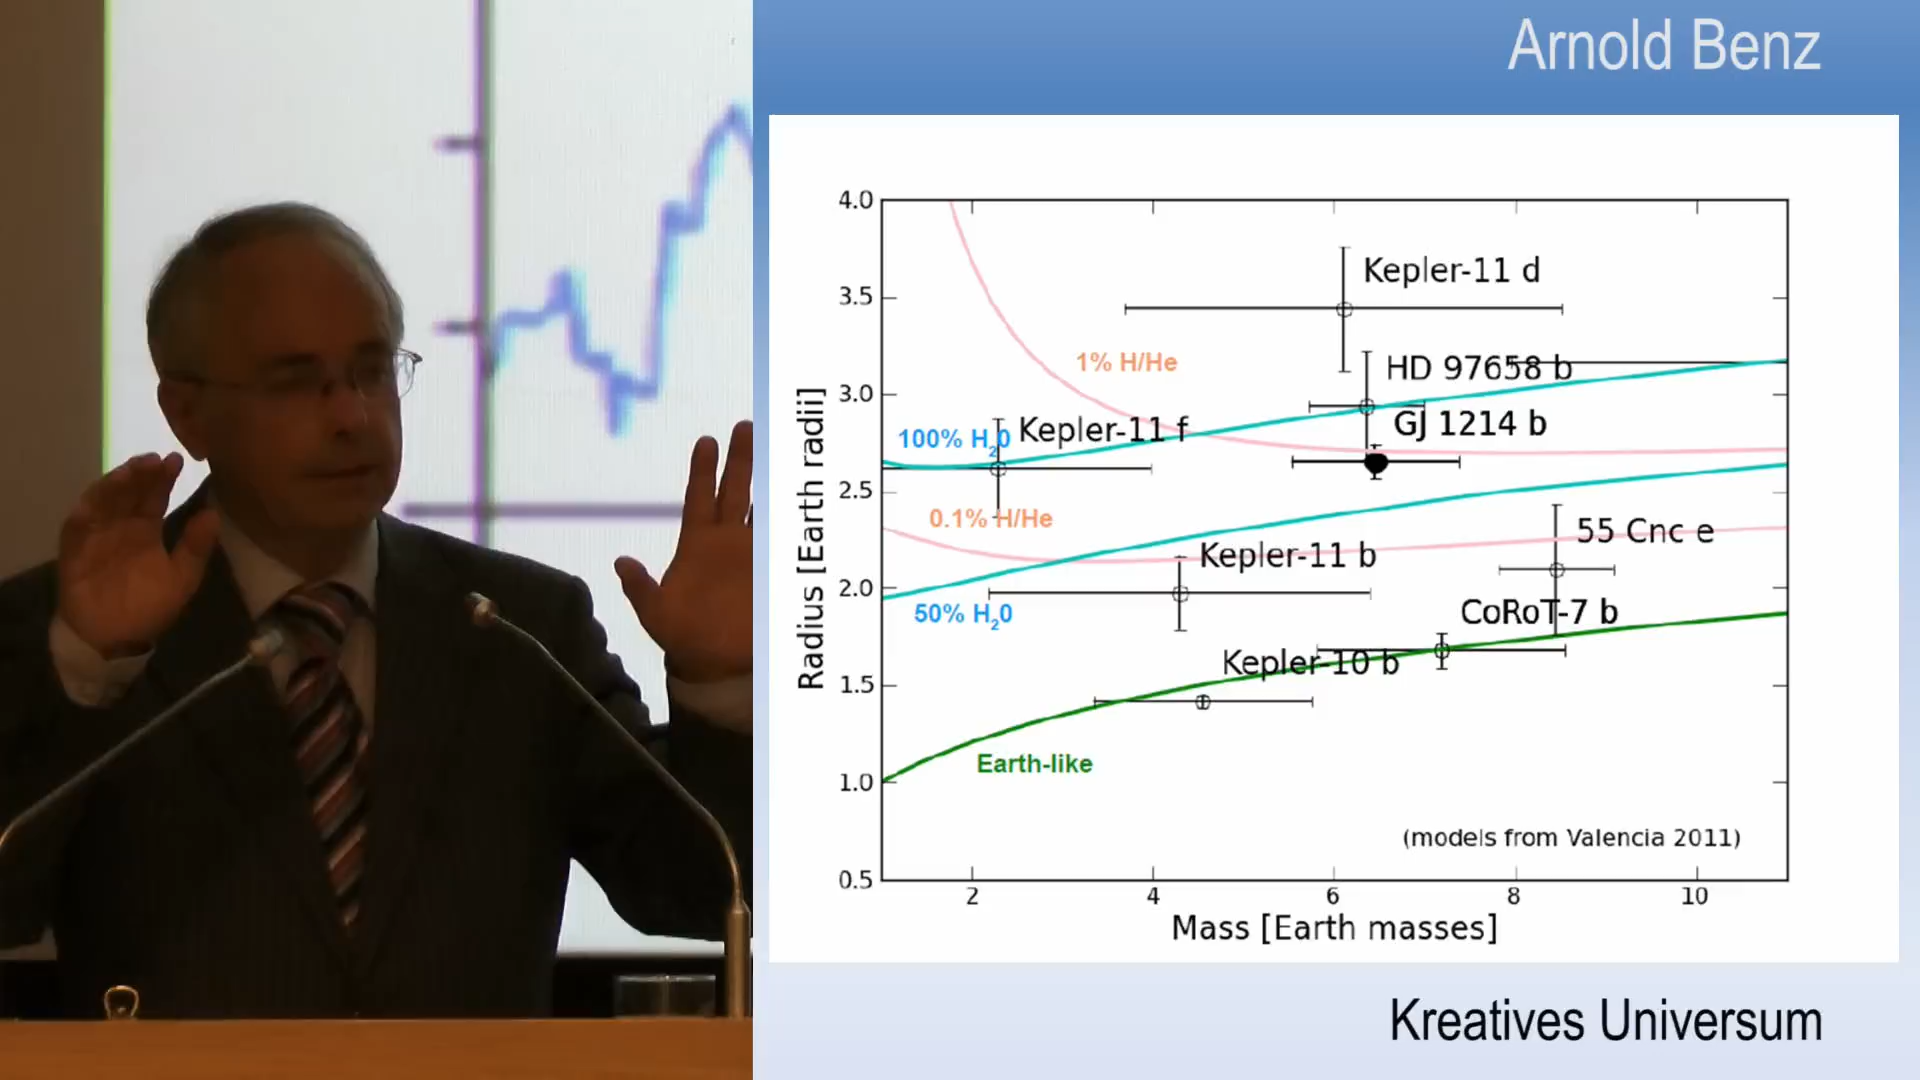 Arnold Benz
4.0
3.5
3.0
2.5
2.0
1.5
1.0
0.5
Radius [Earth radii]
Kepler-11 d
1% H/He
HD 97658 b
GJ 1214 b
100% H₂0
Kepler-11 f
0.1% H/He
55 Cnc e
Kepler-11 b
50% H₂0
CoRoT-7 b
Kepler-10 b
Earth-like
(models from Valencia 2011)
2 4 6 8 10
Mass [Earth masses]
Kreatives Universum